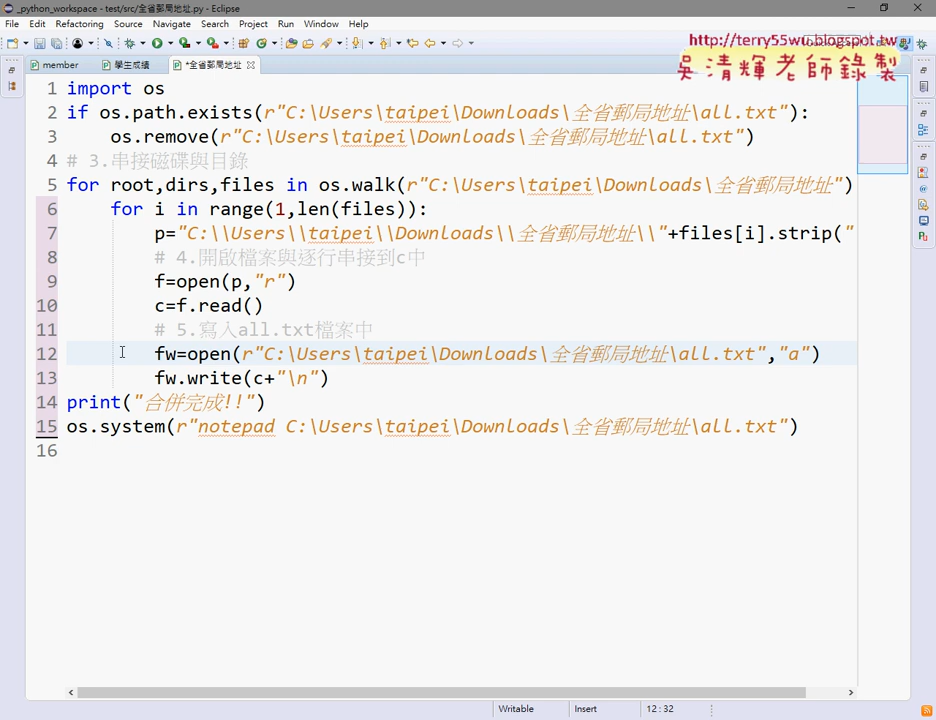 _python_workspace - test/src/全省郵局地址.py - Eclipse
File Edit Refactoring Source Navigate Search Project Run Window Help
http://terry55wu.blogspot.tw
吳清輝老師錄製
member 學生成績 *全省郵局地址
1 import os
2 if os.path.exists(r"C:\Users\taipei\Downloads\全省郵局地址\all.txt"):
3 os.remove(r"C:\Users\taipei\Downloads\全省郵局地址\all.txt")
4 # 3.串接磁碟與目錄
5 for root,dirs,files in os.walk(r"C:\Users\taipei\Downloads\全省郵局地址")
6 for i in range(1,len(files)):
7 p="C:\\Users\\taipei\\Downloads\\全省郵局地址\\"+files[i].strip("
8 # 4.開啟檔案與逐行串接到c中
9 f=open(p,"r")
10 c=f.read()
11 # 5.寫入all.txt檔案中
12 fw=open(r"C:\Users\taipei\Downloads\全省郵局地址\all.txt","a")
13 fw.write(c+"\n")
14 print("合併完成!!")
15 os.system(r"notepad C:\Users\taipei\Downloads\全省郵局地址\all.txt")
16
Writable Insert 12 : 32